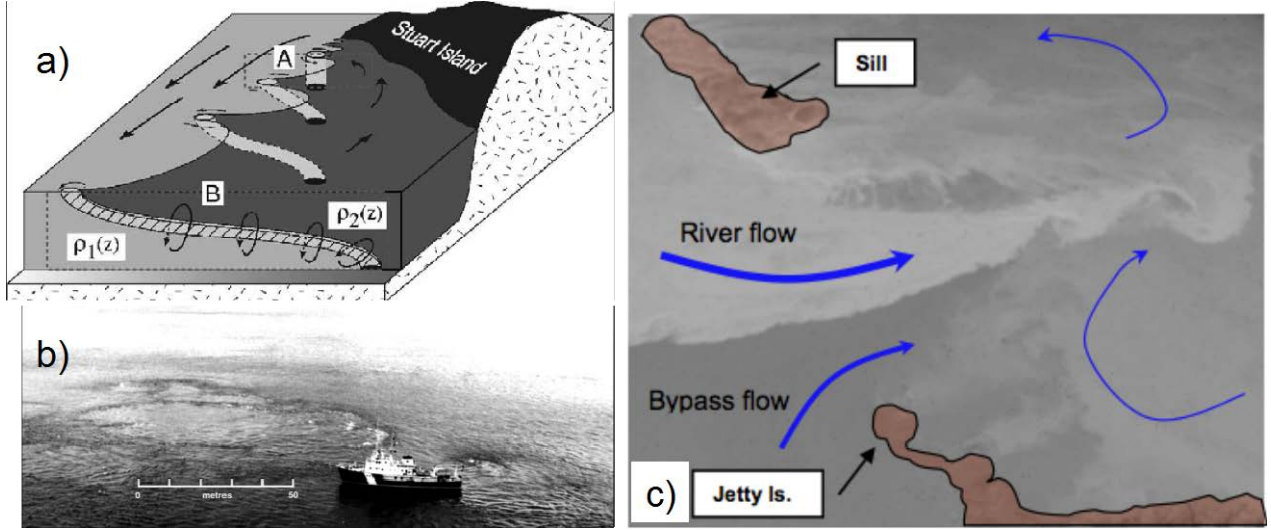 a)
A
Stuart Island
B
ρ₁(z)
ρ₂(z)
b)
0 metres 50
Sill
River flow
Bypass flow
c)
Jetty Is.